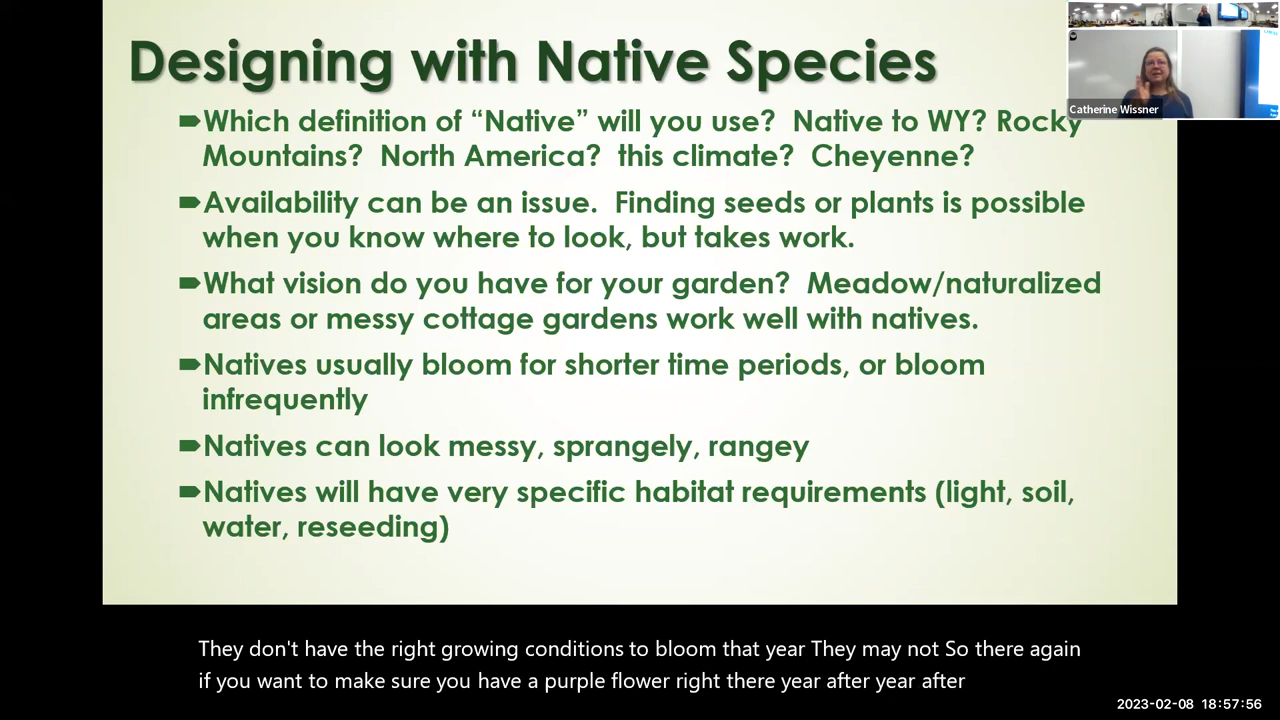 Designing with Native Species
Which definition of “Native” will you use?  Native to WY? Rocky
Mountains?  North America?  this climate?  Cheyenne?
Availability can be an issue.  Finding seeds or plants is possible
when you know where to look, but takes work.
What vision do you have for your garden?  Meadow/naturalized
areas or messy cottage gardens work well with natives.
Natives usually bloom for shorter time periods, or bloom
infrequently
Natives can look messy, sprangely, rangey
Natives will have very specific habitat requirements (light, soil,
water, reseeding)
Catherine Wissner
They don't have the right growing conditions to bloom that year They may not So there again
if you want to make sure you have a purple flower right there year after year after
2023-02-08 18:57:56